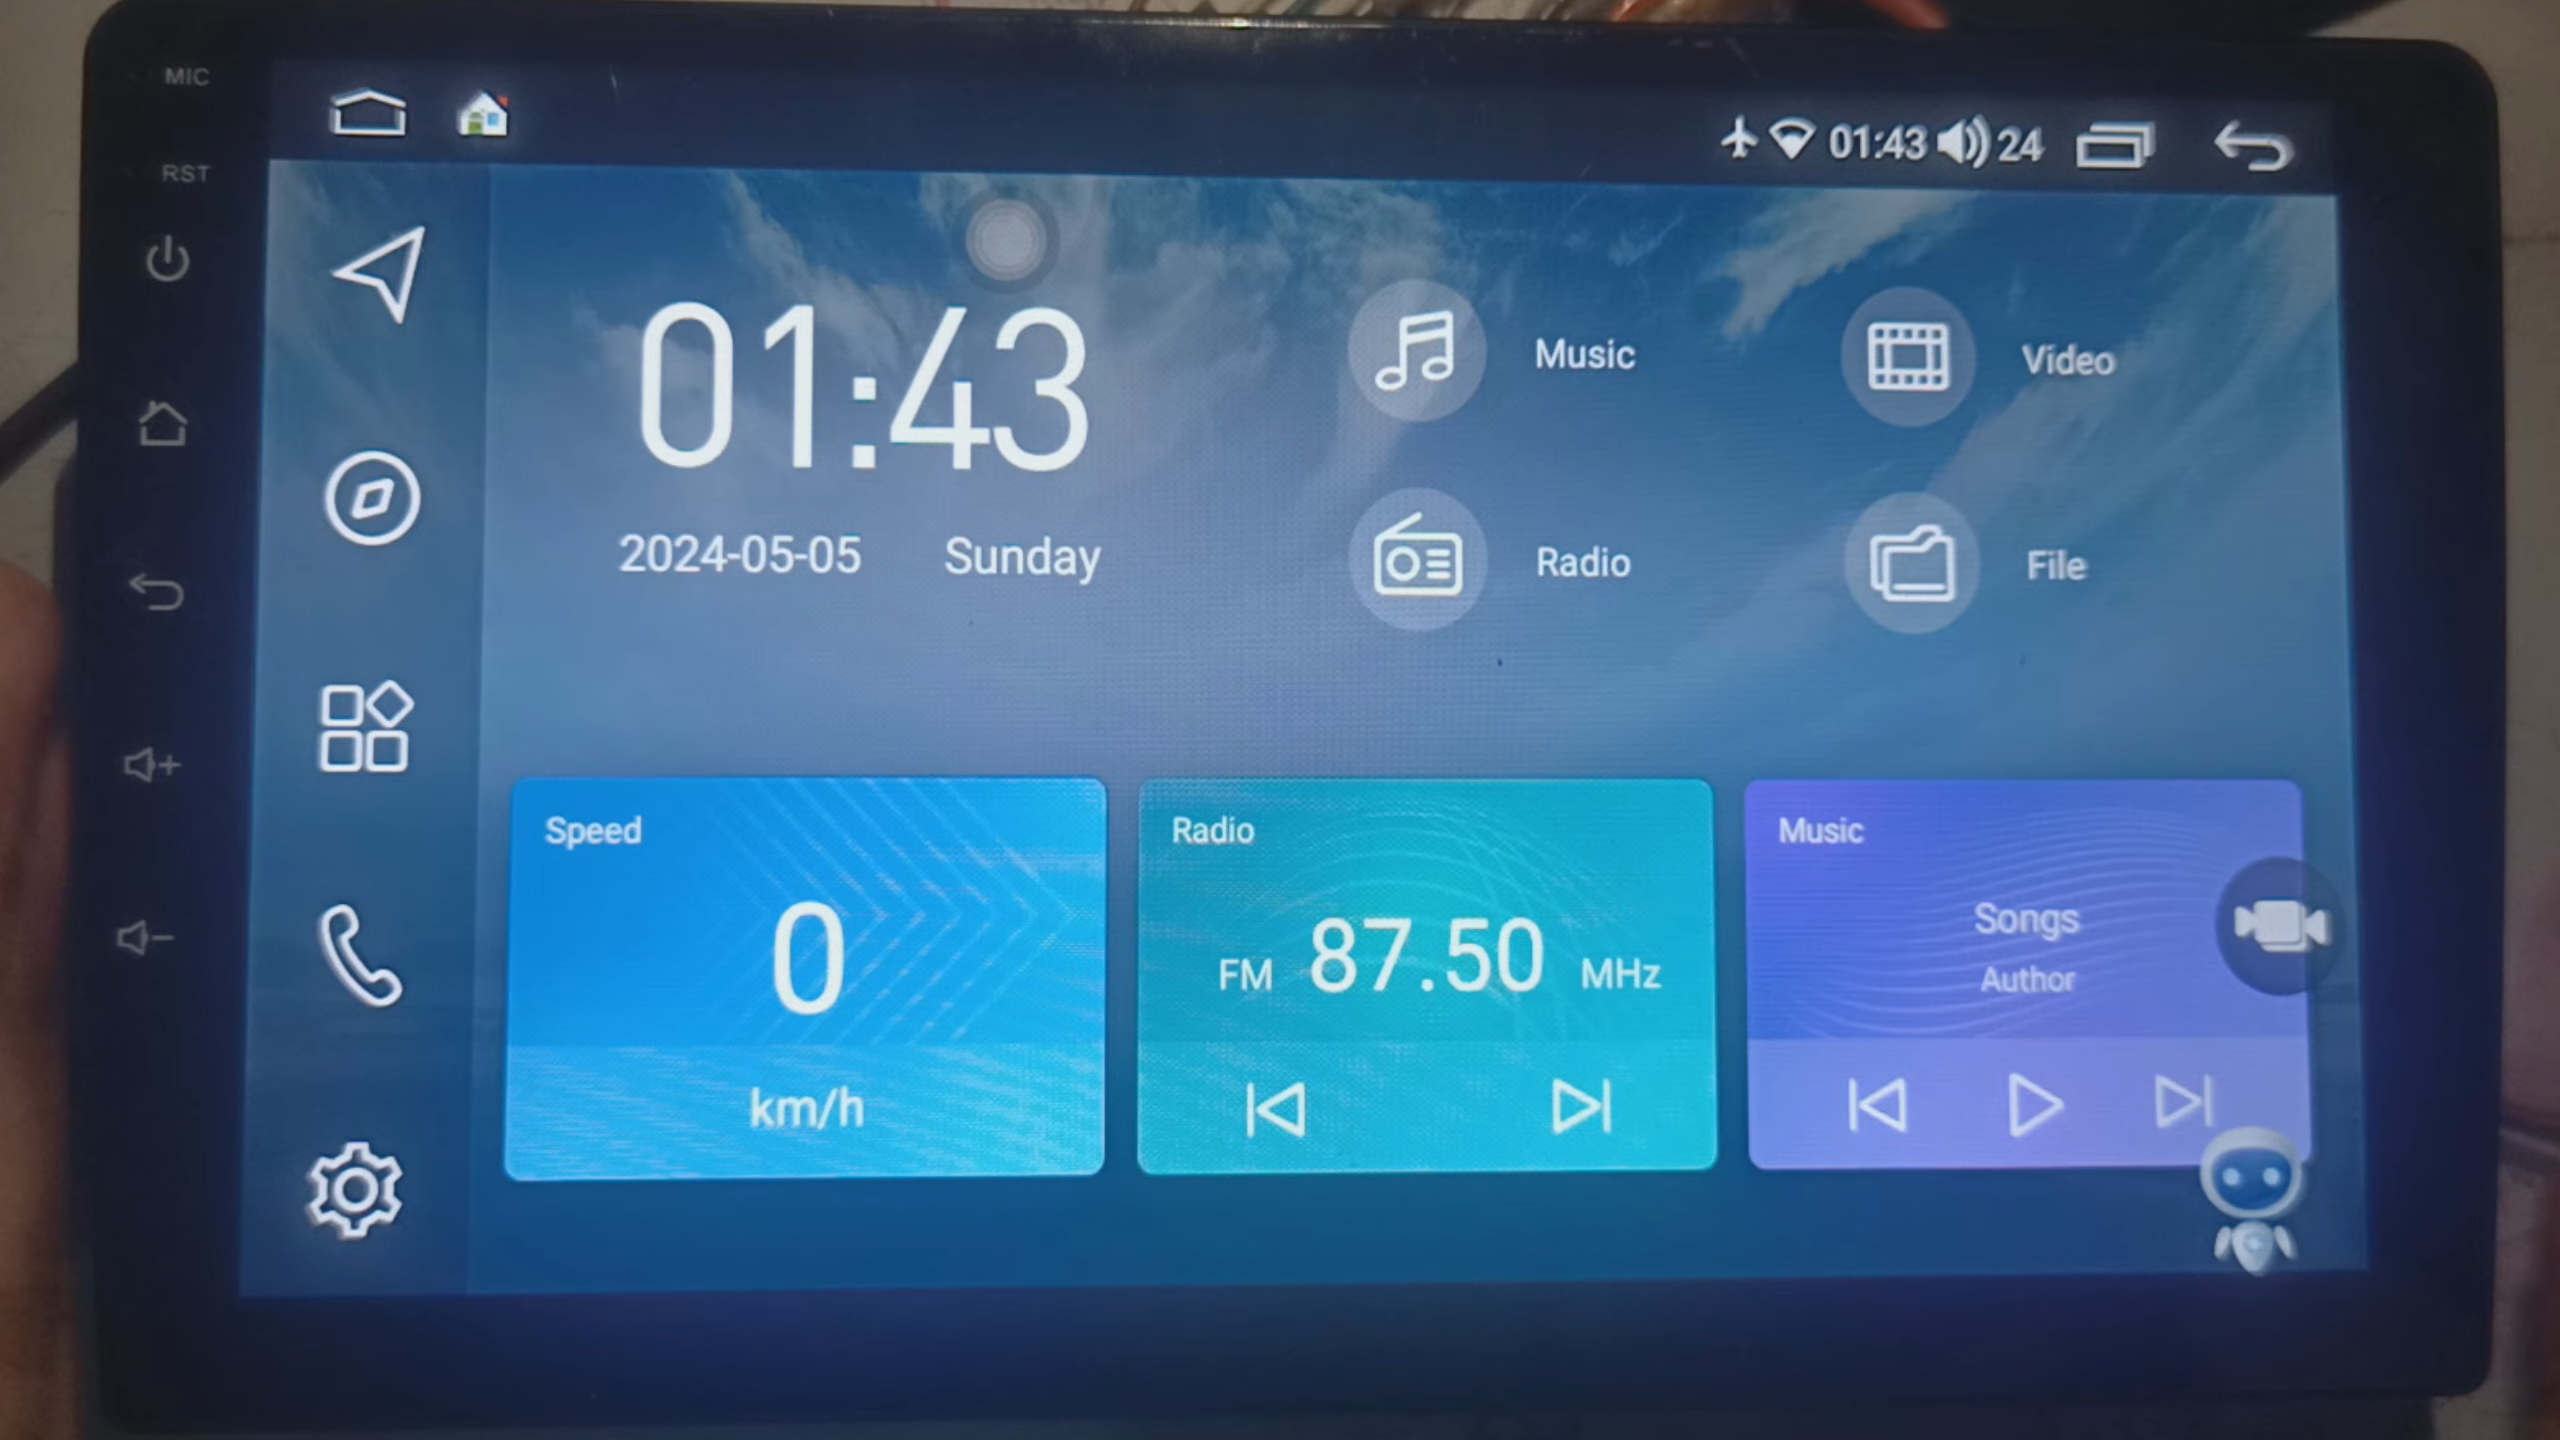 MIC
RST
01:43 24
01:43
2024-05-05 Sunday
Music
Video
Radio
File
Speed
0
km/h
Radio
FM 87.50 MHz
Music
Songs
Author